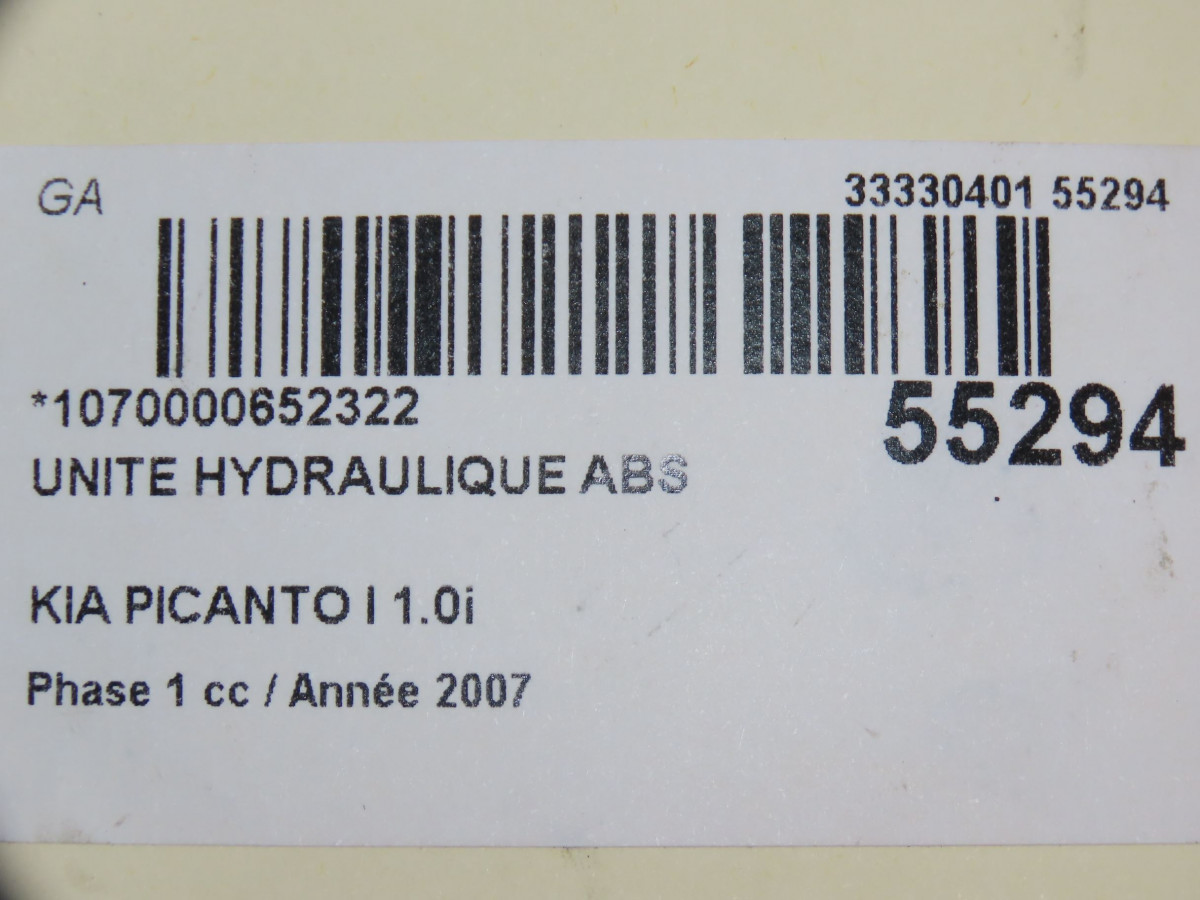 GA 33330401 55294
*1070000652322
55294
UNITE HYDRAULIQUE ABS
KIA PICANTO I 1.0i
Phase 1 cc / Année 2007